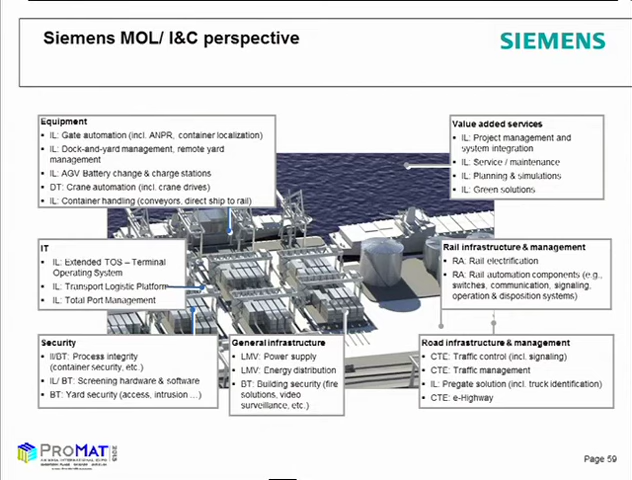 Siemens MOL/ I&C perspective
SIEMENS
Equipment
▪ IL: Gate automation (incl. ANPR, container localization)
▪ IL: Dock-and-yard management, remote yard
management
▪ IL: AGV Battery change & charge stations
▪ DT: Crane automation (incl. crane drives)
▪ IL: Container handling (conveyors, direct ship to rail)
Value added services
▪ IL: Project management and
system integration
▪ IL: Service / maintenance
▪ IL: Planning & simulations
▪ IL: Green solutions
IT
▪ IL: Extended TOS – Terminal
Operating System
▪ IL: Transport Logistic Platform
▪ IL: Total Port Management
Rail infrastructure & management
▪ RA: Rail electrification
▪ RA: Rail automation components (e.g.,
switches, communication, signaling,
operation & disposition systems)
Security
▪ Il/BT: Process integrity
(container security, etc.)
▪ IL/ BT: Screening hardware & software
▪ BT: Yard security (access, intrusion ...)
General infrastructure
▪ LMV: Power supply
▪ LMV: Energy distribution
▪ BT: Building security (fire
solutions, video
surveillance, etc.)
Road infrastructure & management
▪ CTE: Traffic control (incl. signaling)
▪ CTE: Traffic management
▪ IL: Pregate solution (incl. truck identification)
▪ CTE: e-Highway
PROMAT
2013
Page 59